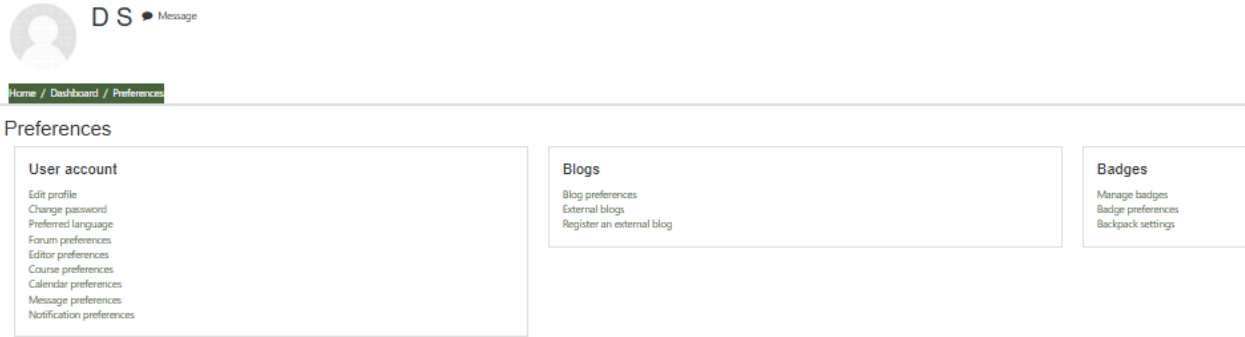 D S Message
Home / Dashboard / Preferences
Preferences
User account
Edit profile
Change password
Preferred language
Forum preferences
Editor preferences
Course preferences
Calendar preferences
Message preferences
Notification preferences
Blogs
Blog preferences
External blogs
Register an external blog
Badges
Manage badges
Badge preferences
Backpack settings